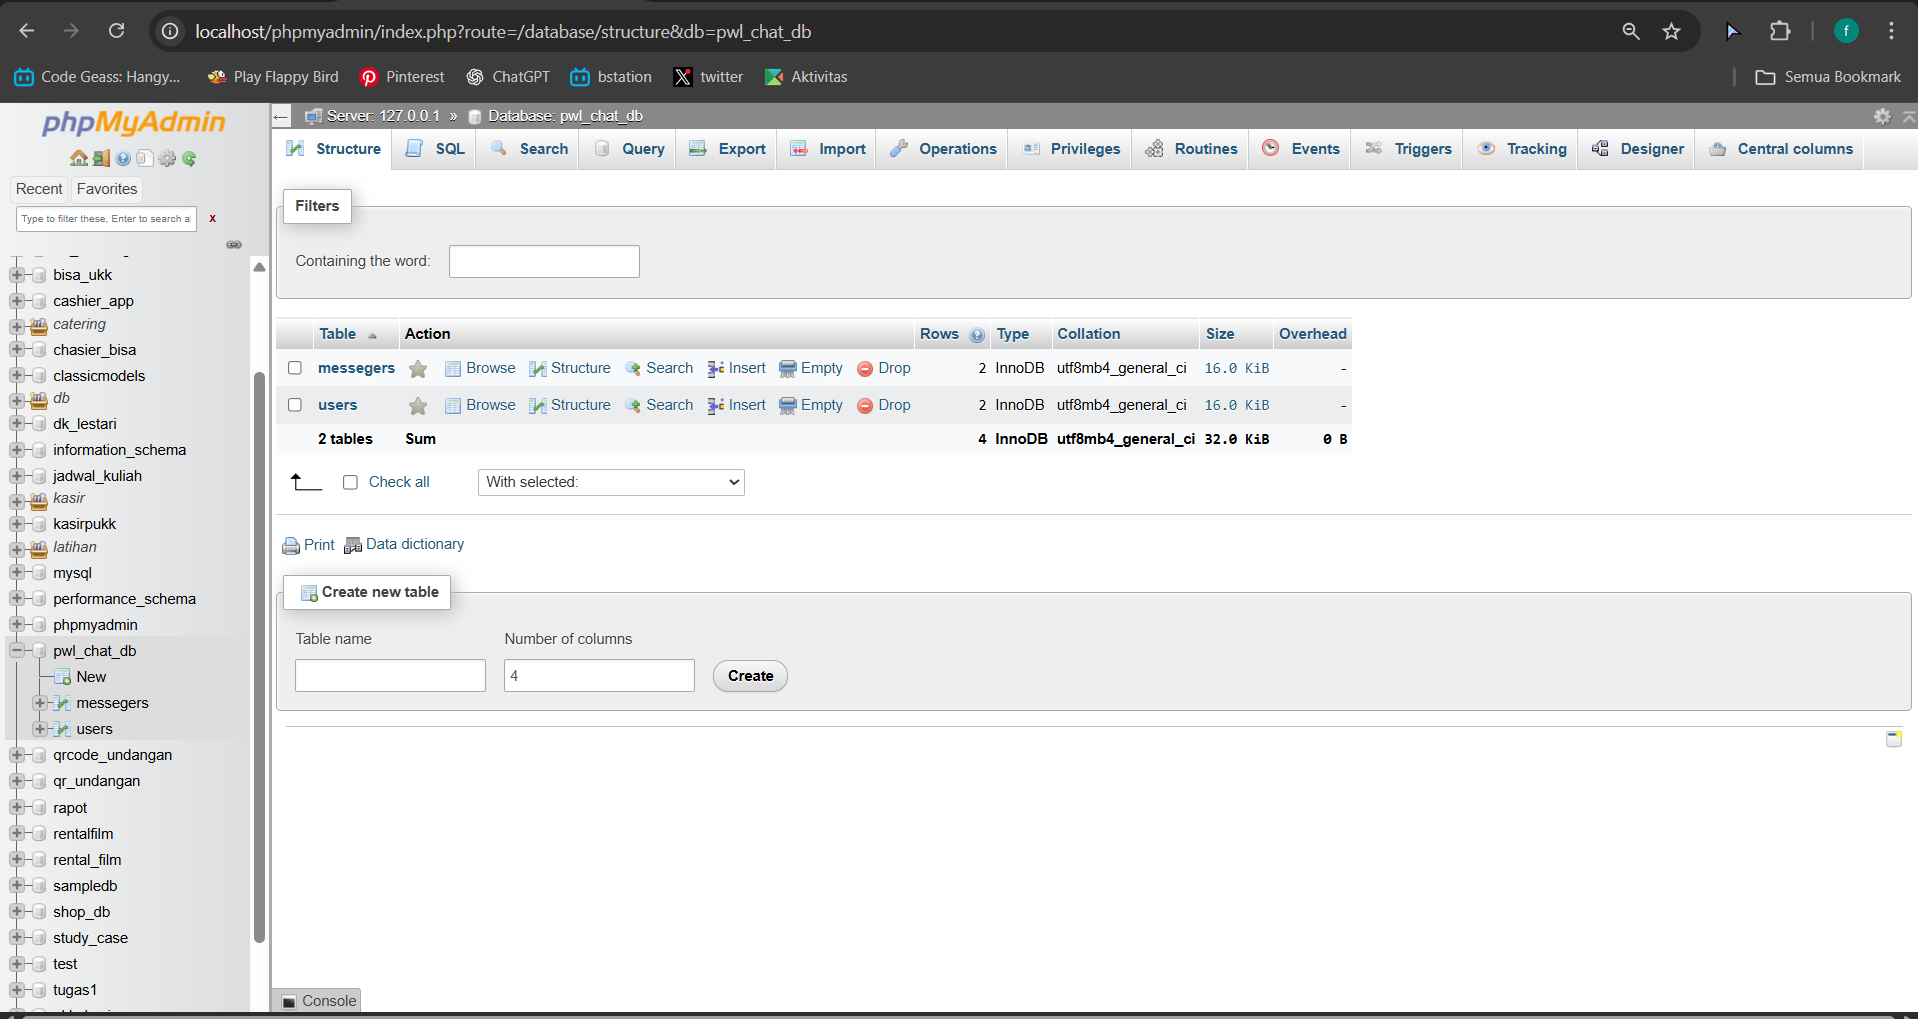 localhost/phpmyadmin/index.php?route=/database/structure&db=pwl_chat_db
f
Code Geass: Hangy...
Play Flappy Bird
Pinterest
ChatGPT
bstation
twitter
Aktivitas
Semua Bookmark
phpMyAdmin
Recent
Favorites
Type to filter these, Enter to search a
x
bisa_ukk
cashier_app
catering
chasier_bisa
classicmodels
db
dk_lestari
information_schema
jadwal_kuliah
kasir
kasirpukk
latihan
mysql
performance_schema
phpmyadmin
pwl_chat_db
New
messegers
users
qrcode_undangan
qr_undangan
rapot
rentalfilm
rental_film
sampledb
shop_db
study_case
test
tugas1
Server: 127.0.0.1 » Database: pwl_chat_db
Structure
SQL
Search
Query
Export
Import
Operations
Privileges
Routines
Events
Triggers
Tracking
Designer
Central columns
Filters
Containing the word:
Table Action Rows Type Collation Size Overhead
messegers Browse Structure Search Insert Empty Drop 2 InnoDB utf8mb4_general_ci 16.0 KiB -
users Browse Structure Search Insert Empty Drop 2 InnoDB utf8mb4_general_ci 16.0 KiB -
2 tables Sum 4 InnoDB utf8mb4_general_ci 32.0 KiB 0 B
Check all
With selected:
Print
Data dictionary
Create new table
Table name
Number of columns
4
Create
Console